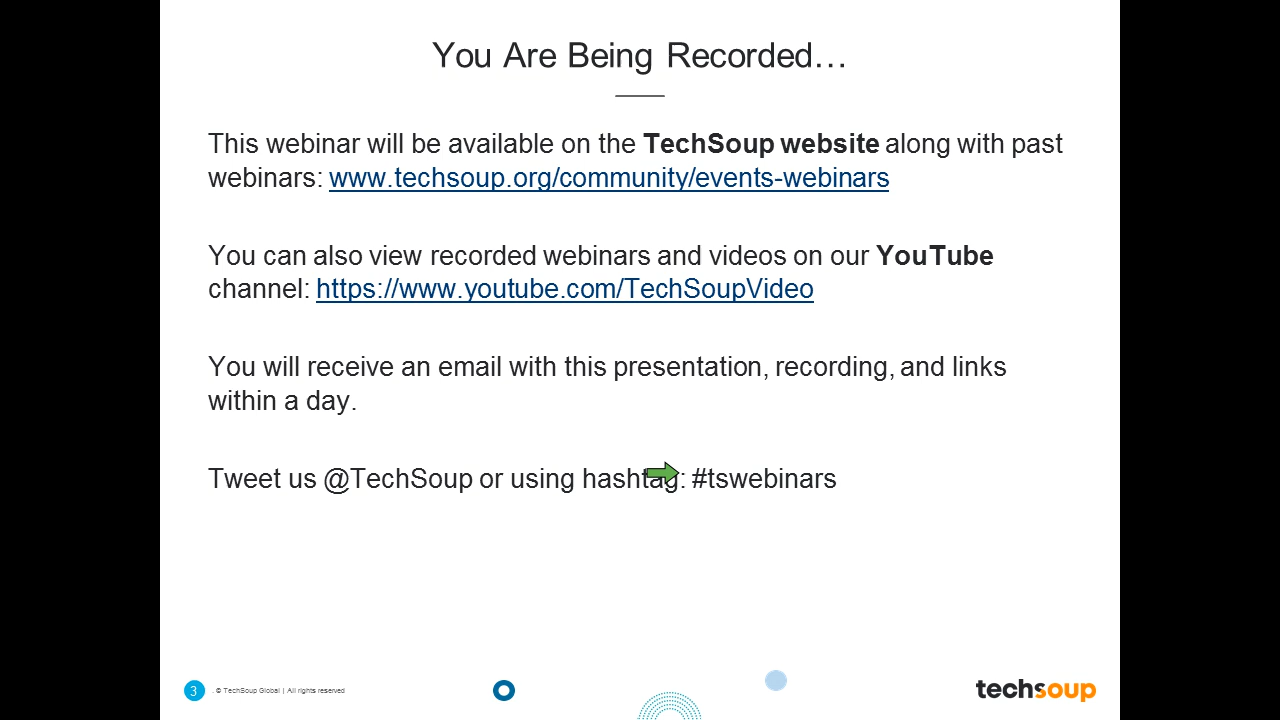 You Are Being Recorded…
This webinar will be available on the TechSoup website along with past
webinars: www.techsoup.org/community/events-webinars
You can also view recorded webinars and videos on our YouTube
channel: https://www.youtube.com/TechSoupVideo
You will receive an email with this presentation, recording, and links
within a day.
Tweet us @TechSoup or using hashtag: #tswebinars
3 . © TechSoup Global | All rights reserved
techsoup